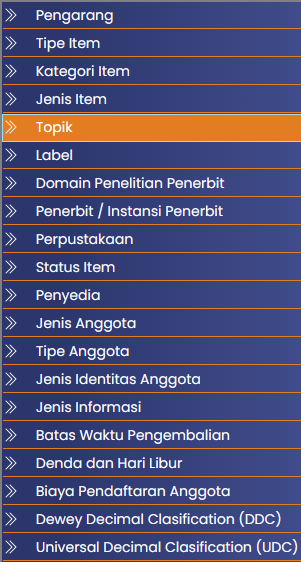 Pengarang
Tipe Item
Kategori Item
Jenis Item
Topik
Label
Domain Penelitian Penerbit
Penerbit / Instansi Penerbit
Perpustakaan
Status Item
Penyedia
Jenis Anggota
Tipe Anggota
Jenis Identitas Anggota
Jenis Informasi
Batas Waktu Pengembalian
Denda dan Hari Libur
Biaya Pendaftaran Anggota
Dewey Decimal Clasification (DDC)
Universal Decimal Clasification (UDC)